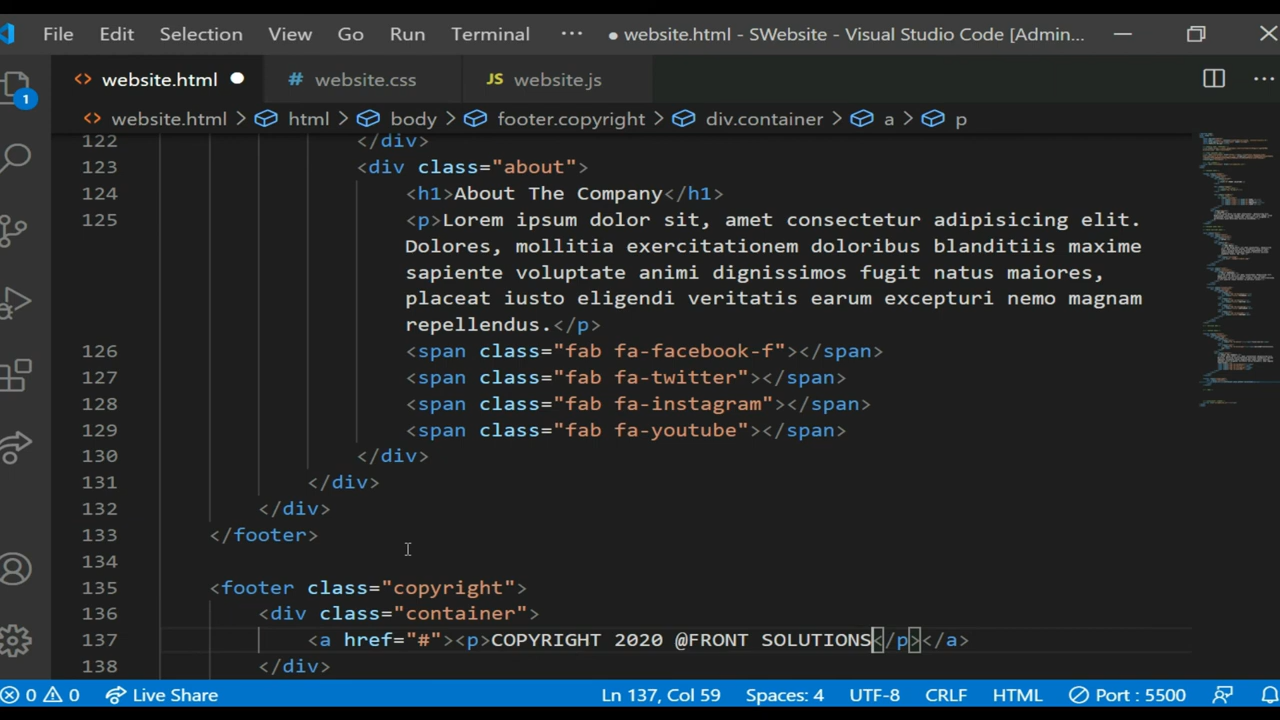 File Edit Selection View Go Run Terminal ··· ● website.html - SWebsite - Visual Studio Code [Admin...
<> website.html ● # website.css JS website.js ···
1
<> website.html > html > body > footer.copyright > div.container > a > p
122 </div>
123 <div class="about">
124 <h1>About The Company</h1>
125 <p>Lorem ipsum dolor sit, amet consectetur adipisicing elit.
Dolores, mollitia exercitationem doloribus blanditiis maxime
sapiente voluptate animi dignissimos fugit natus maiores,
placeat iusto eligendi veritatis earum excepturi nemo magnam
repellendus.</p>
126 <span class="fab fa-facebook-f"></span>
127 <span class="fab fa-twitter"></span>
128 <span class="fab fa-instagram"></span>
129 <span class="fab fa-youtube"></span>
130 </div>
131 </div>
132 </div>
133 </footer>
134
135 <footer class="copyright">
136 <div class="container">
137 <a href="#"><p>COPYRIGHT 2020 @FRONT SOLUTIONS</p></a>
138 </div>
0 0 Live Share Ln 137, Col 59 Spaces: 4 UTF-8 CRLF HTML Port : 5500